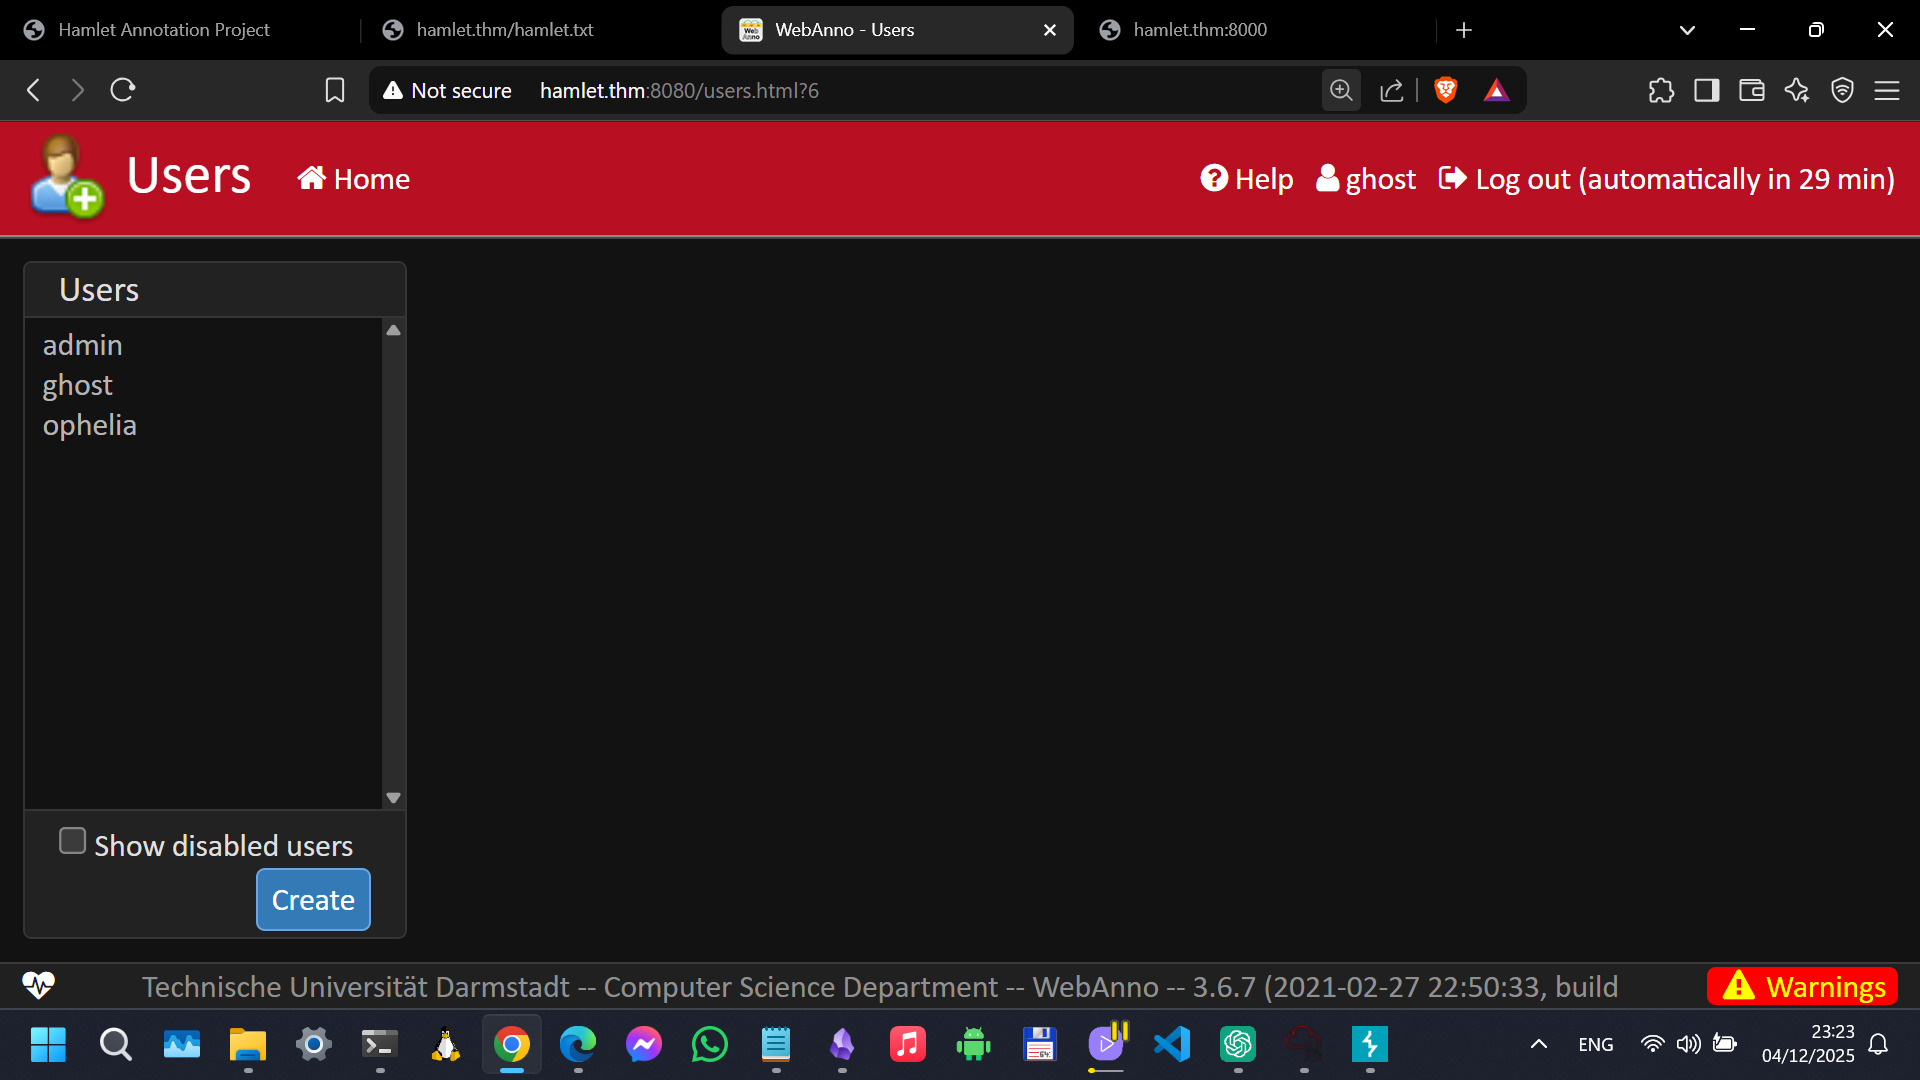 Hamlet Annotation Project
hamlet.thm/hamlet.txt
WebAnno - Users
hamlet.thm:8000
Not secure
hamlet.thm:8080/users.html?6
Users
Home
Help
ghost
Log out (automatically in 29 min)
Users
admin
ghost
ophelia
Show disabled users
Create
Technische Universität Darmstadt -- Computer Science Department -- WebAnno -- 3.6.7 (2021-02-27 22:50:33, build
Warnings
ENG
23:23
04/12/2025